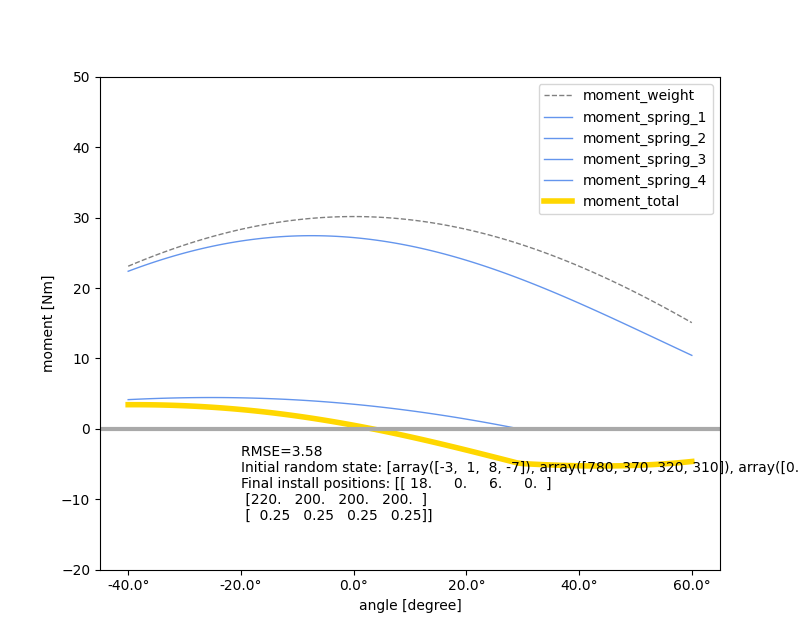 50
40
30
20
10
0
−10
−20
moment [Nm]
moment_weight
moment_spring_1
moment_spring_2
moment_spring_3
moment_spring_4
moment_total
RMSE=3.58
Initial random state: [array([-3,  1,  8, -7]), array([780, 370, 320, 310]), array([0.
Final install positions: [[ 18.     0.     6.     0.  ]
[220.   200.   200.   200.  ]
[  0.25   0.25   0.25   0.25]]
-40.0° -20.0° 0.0° 20.0° 40.0° 60.0°
angle [degree]